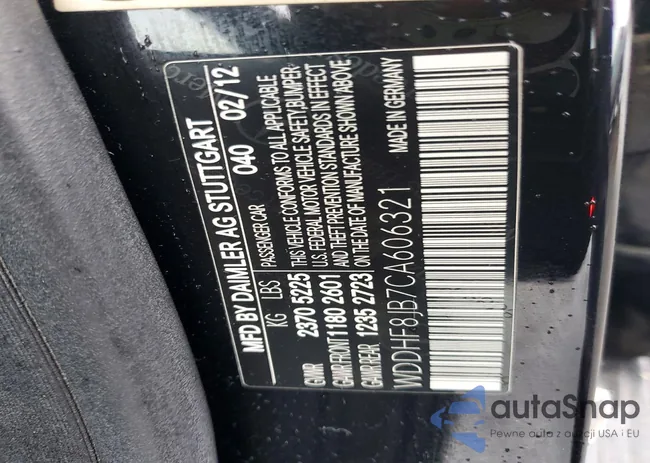 MFD BY DAIMLER AG STUTTGART
040 02/12
KG LBS PASSENGER CAR
GVWR 2370 5225 THIS VEHICLE CONFORMS TO ALL APPLICABLE
U.S. FEDERAL MOTOR VEHICLE SAFETY,BUMPER
GAWR FRONT 1180 2601 AND THEFT PREVENTION STANDARDS IN EFFECT
GAWR REAR 1235 2723 ON THE DATE OF MANUFACTURE SHOWN ABOVE
WDDHF8JB7CA606321 MADE IN GERMANY
autaSnap
Pewne auta z aukcji USA i EU